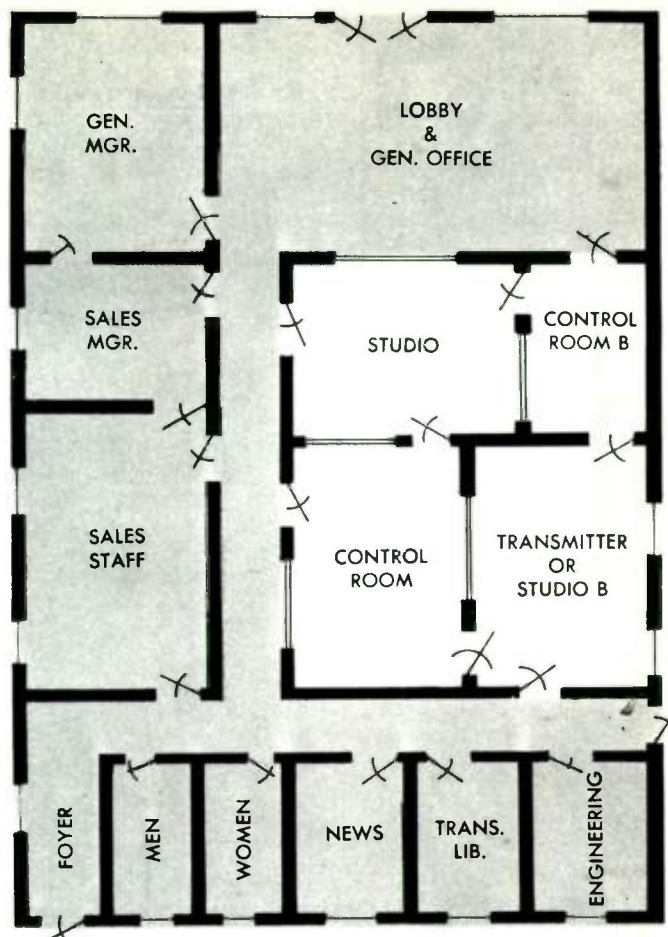 GEN.
MGR.
LOBBY
&
GEN. OFFICE
SALES
MGR.
STUDIO
CONTROL
ROOM B
SALES
STAFF
CONTROL
ROOM
TRANSMITTER
OR
STUDIO B
FOYER
MEN
WOMEN
NEWS
TRANS.
LIB.
ENGINEERING